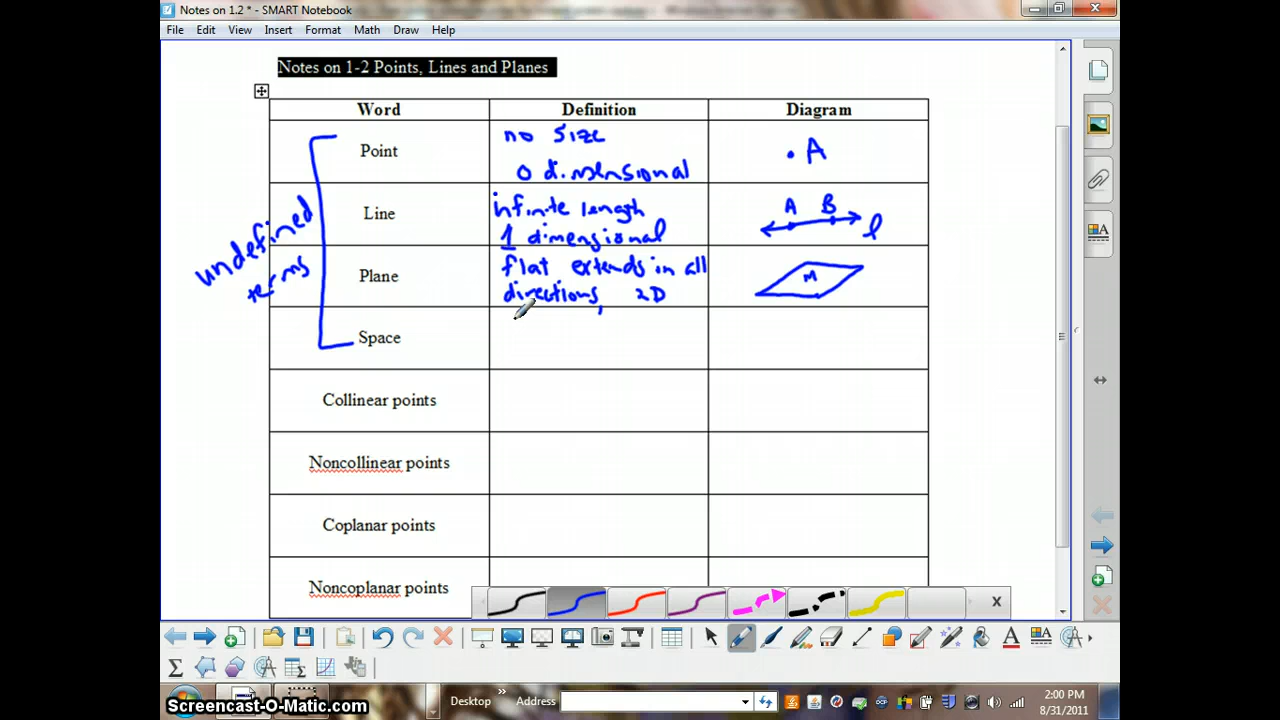 Notes on 1.2 * - SMART Notebook
File Edit View Insert Format Math Draw Help
Notes on 1-2 Points, Lines and Planes
Word Definition Diagram
Point
no size
0 dimensional
A
Line
infinite length
1 dimensional
A B
l
Plane
flat extends in all
directions, 2D
M
undefined
terms
Space
Collinear points
Noncollinear points
Coplanar points
Noncoplanar points
x
Desktop » Address
2:00 PM
8/31/2011
Screencast-O-Matic.com